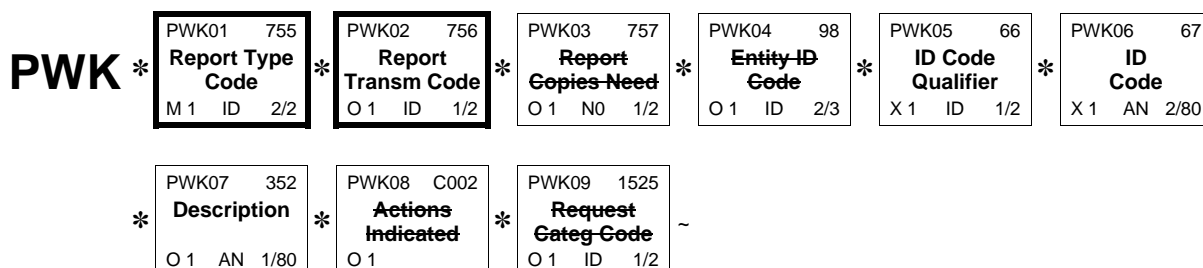 PWK * PWK01 755 * PWK02 756 * PWK03 757 * PWK04 98 * PWK05 66 * PWK06 67
Report Type Report Report Entity ID ID Code ID
Code Transm Code Copies Need Code Qualifier Code
M 1 ID 2/2 O 1 ID 1/2 O 1 N0 1/2 O 1 ID 2/3 X 1 ID 1/2 X 1 AN 2/80
* PWK07 352 * PWK08 C002 * PWK09 1525 ~
Description Actions Request
Indicated Categ Code
O 1 AN 1/80 O 1 O 1 ID 1/2